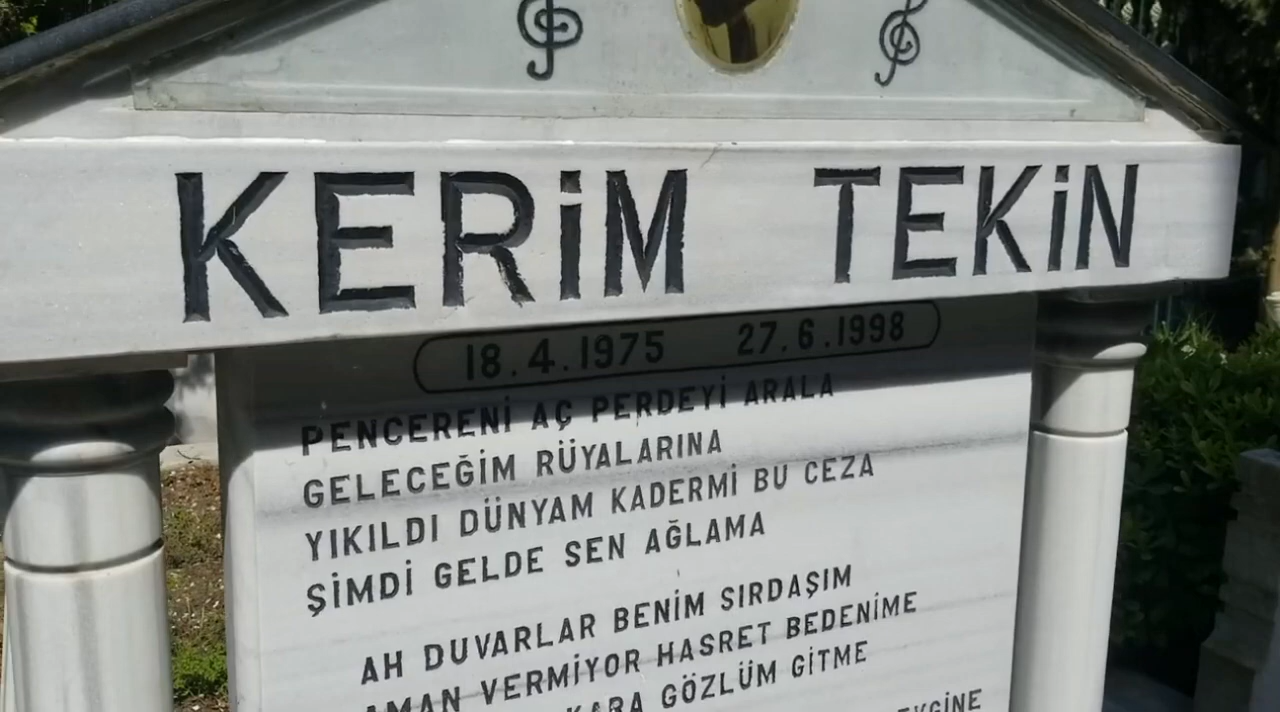 KERİM TEKİN
18.4.1975 27.6.1998
PENCERENİ AÇ PERDEYİ ARALA
GELECEĞİM RÜYALARINA
YIKILDI DÜNYAM KADERMİ BU CEZA
ŞİMDİ GELDE SEN AĞLAMA
AH DUVARLAR BENİM SIRDAŞIM
AMAN VERMİYOR HASRET BEDENİME
KARA GÖZLÜM GİTME